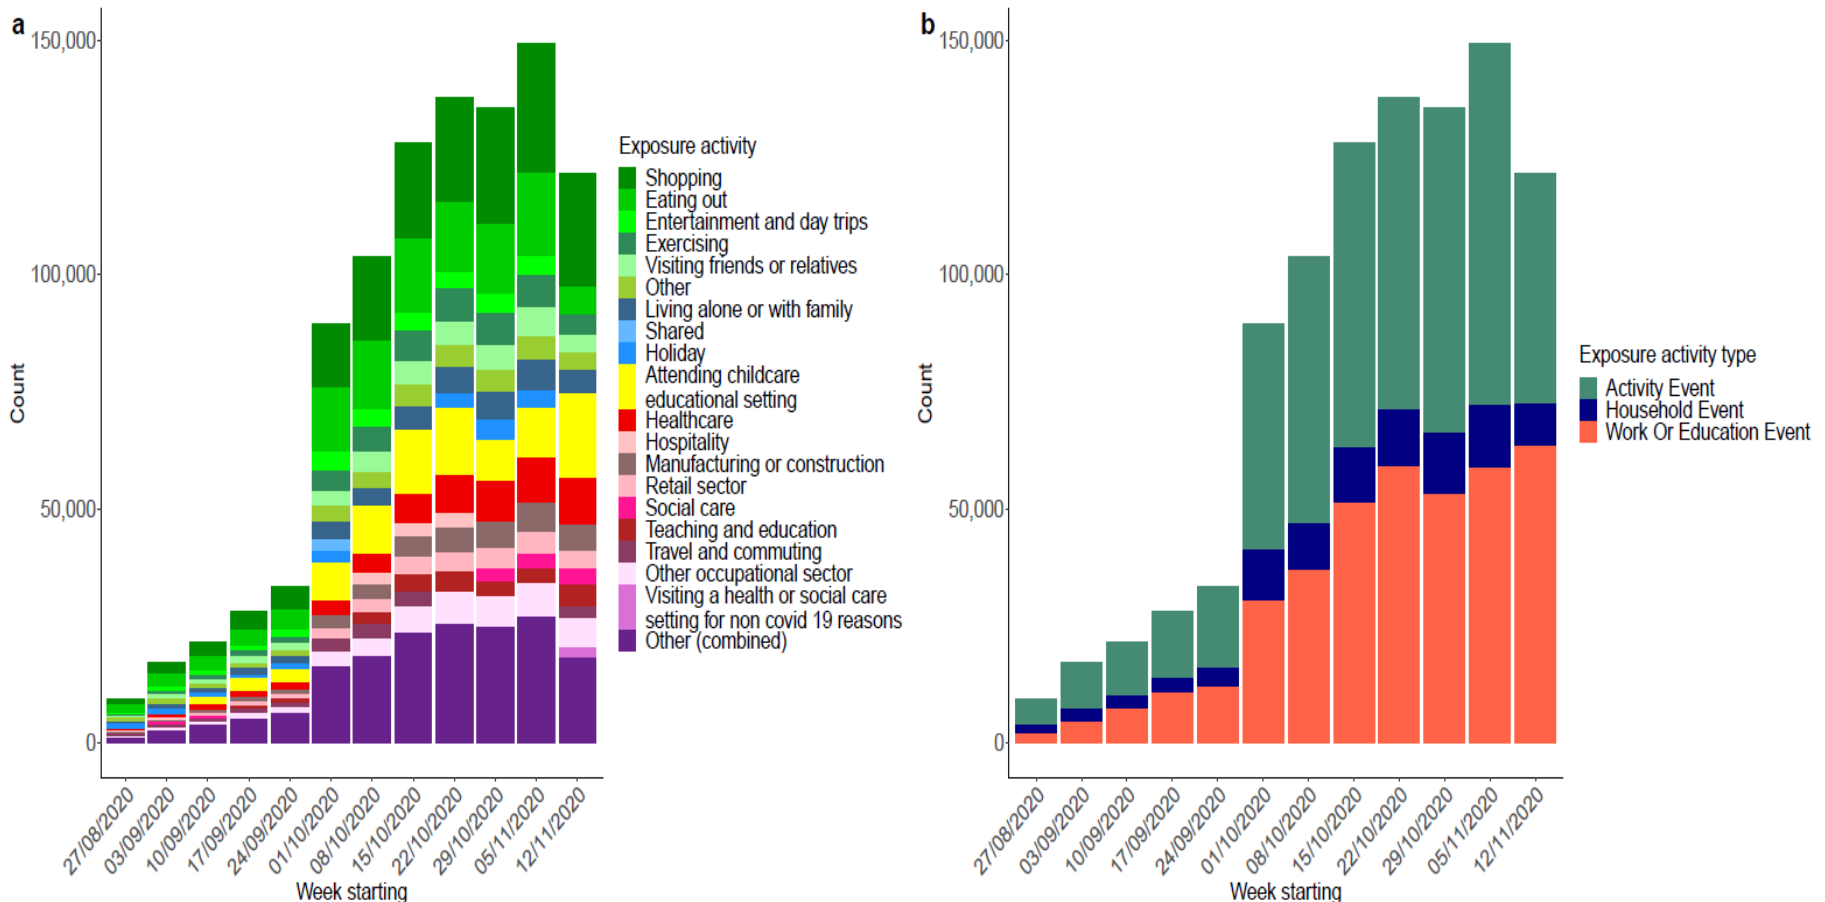 a
150,000
100,000
50,000
0
Count
27/08/2020
03/09/2020
10/09/2020
17/09/2020
24/09/2020
01/10/2020
08/10/2020
15/10/2020
22/10/2020
29/10/2020
05/11/2020
12/11/2020
Week starting
Exposure activity
Shopping
Eating out
Entertainment and day trips
Exercising
Visiting friends or relatives
Other
Living alone or with family
Shared
Holiday
Attending childcare
educational setting
Healthcare
Hospitality
Manufacturing or construction
Retail sector
Social care
Teaching and education
Travel and commuting
Other occupational sector
Visiting a health or social care
setting for non covid 19 reasons
Other (combined)
b
150,000
100,000
50,000
0
Count
27/08/2020
03/09/2020
10/09/2020
17/09/2020
24/09/2020
01/10/2020
08/10/2020
15/10/2020
22/10/2020
29/10/2020
05/11/2020
12/11/2020
Week starting
Exposure activity type
Activity Event
Household Event
Work Or Education Event